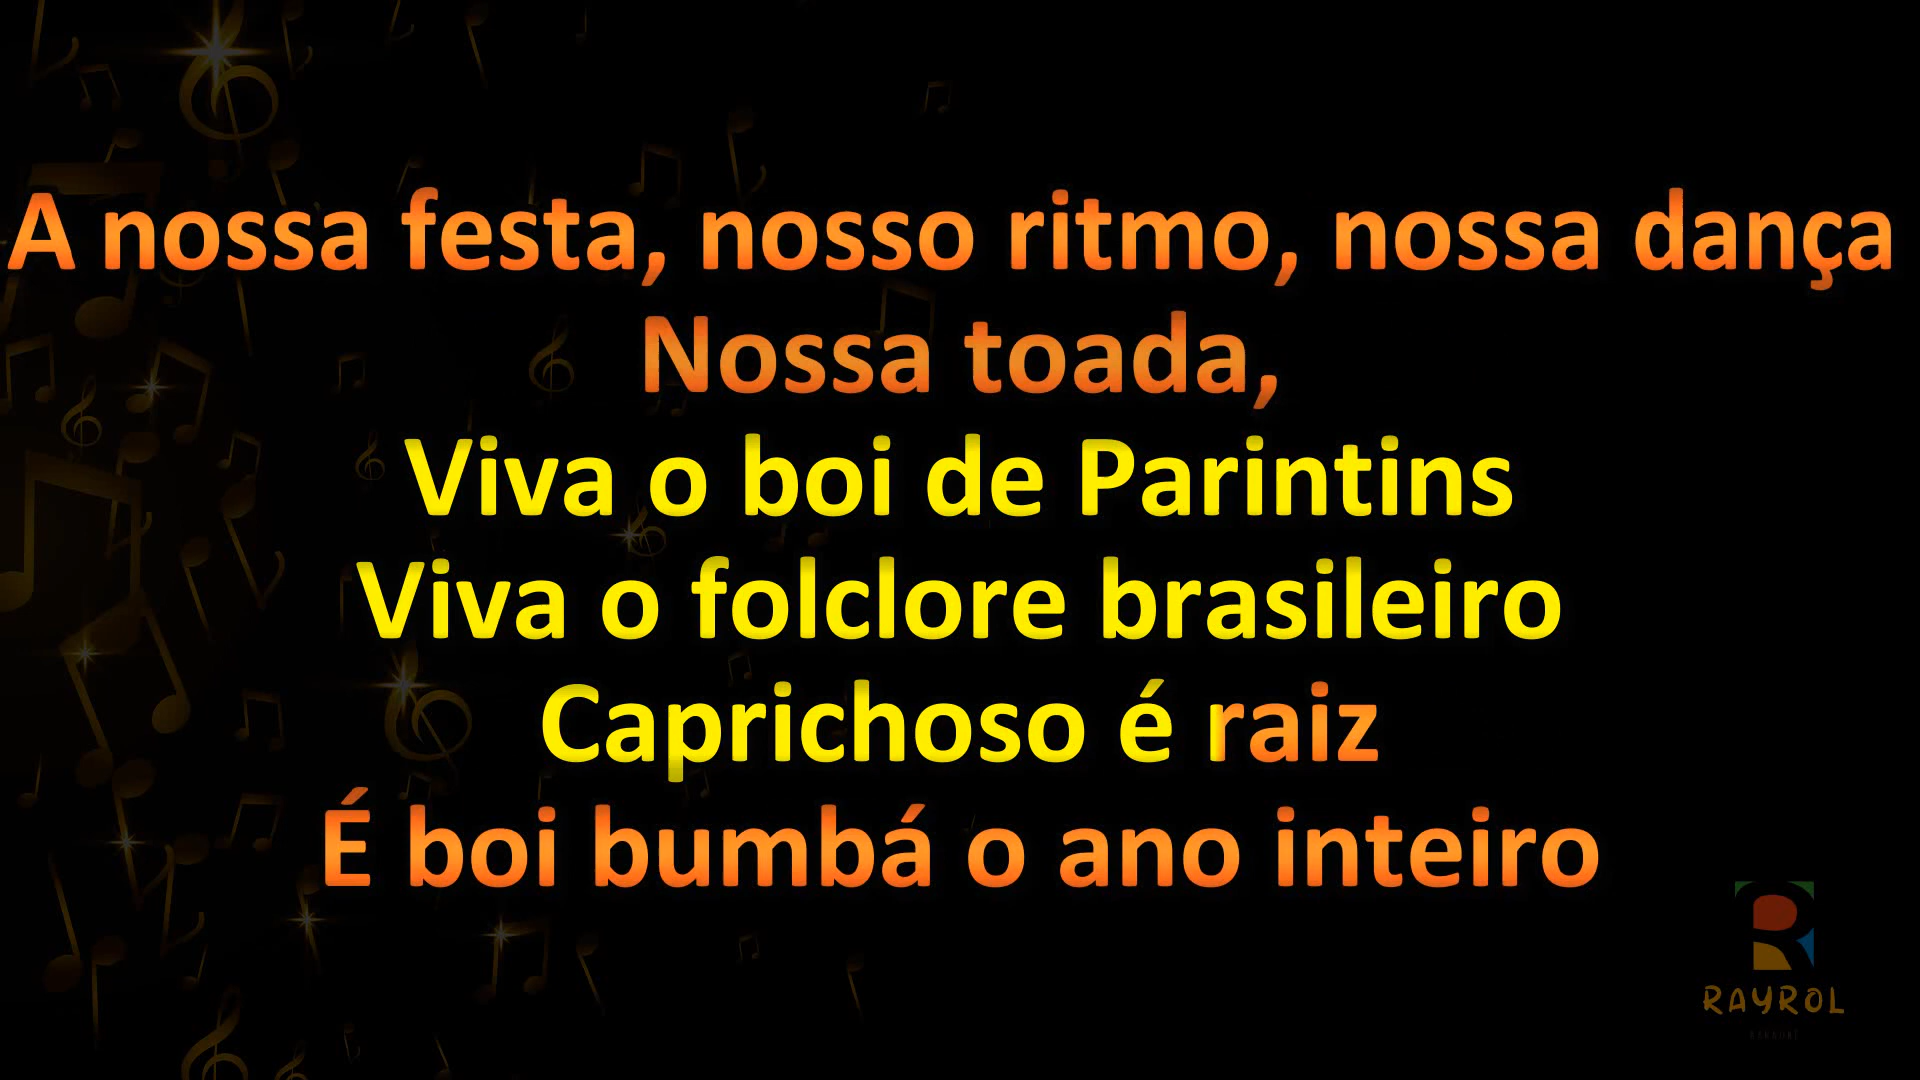 A nossa festa, nosso ritmo, nossa dança
Nossa toada,
Viva o boi de Parintins
Viva o folclore brasileiro
Caprichoso é raiz
É boi bumbá o ano inteiro
RAYROL
KARAOKÊ